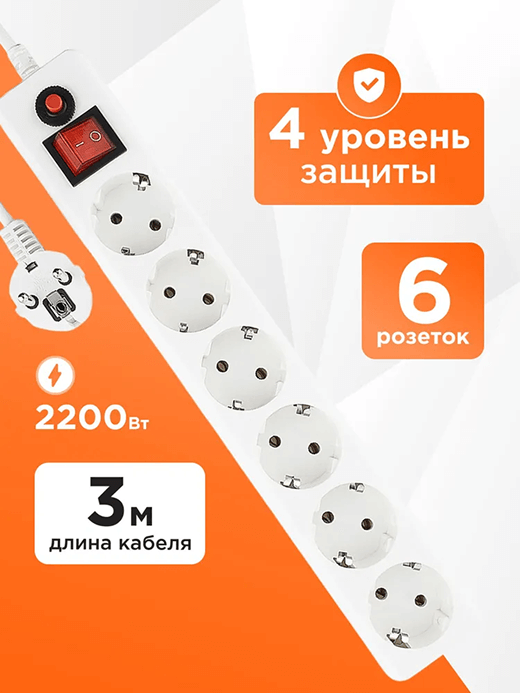 4 уровень
защиты
6
розеток
2200Вт
3м
длина кабеля